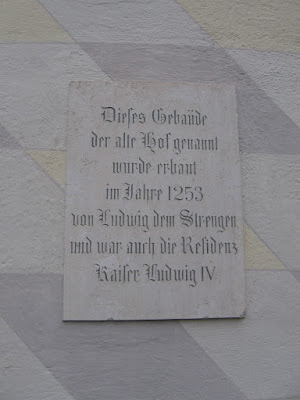 Dieses Gebäude
der alte Hof genannt
wurde erbaut
im Jahre 1253
von Ludwig dem Strengen
und war auch die Residenz
Kaiser Ludwig IV